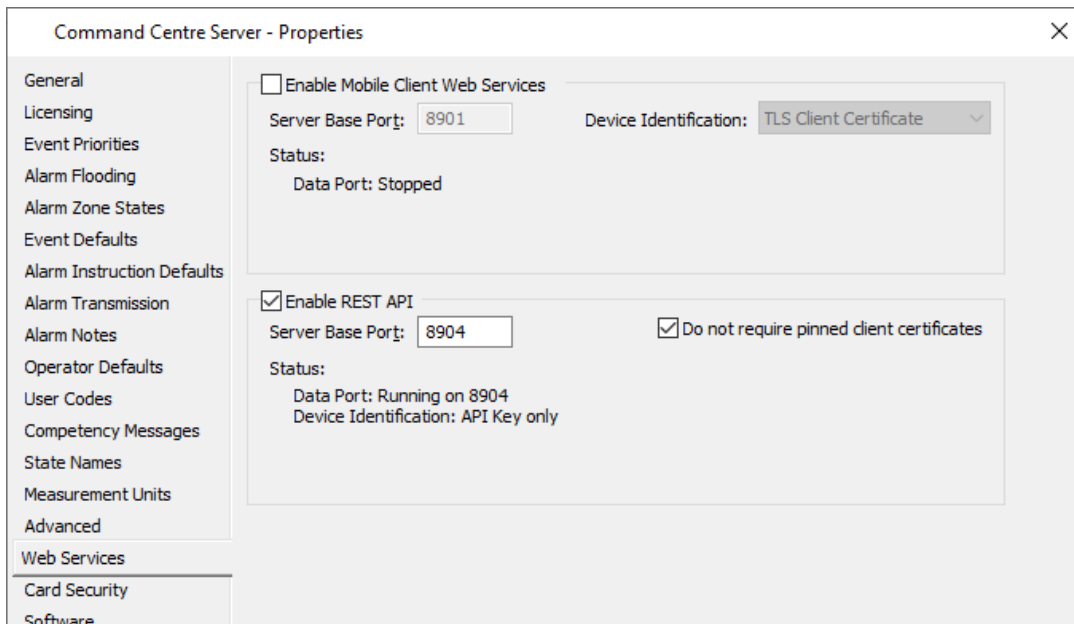 Command Centre Server - Properties
General
Licensing
Event Priorities
Alarm Flooding
Alarm Zone States
Event Defaults
Alarm Instruction Defaults
Alarm Transmission
Alarm Notes
Operator Defaults
User Codes
Competency Messages
State Names
Measurement Units
Advanced
Web Services
Card Security
Software
Enable Mobile Client Web Services
Server Base Port: 8901 Device Identification: TLS Client Certificate
Status:
Data Port: Stopped
Enable REST API
Server Base Port: 8904 Do not require pinned client certificates
Status:
Data Port: Running on 8904
Device Identification: API Key only